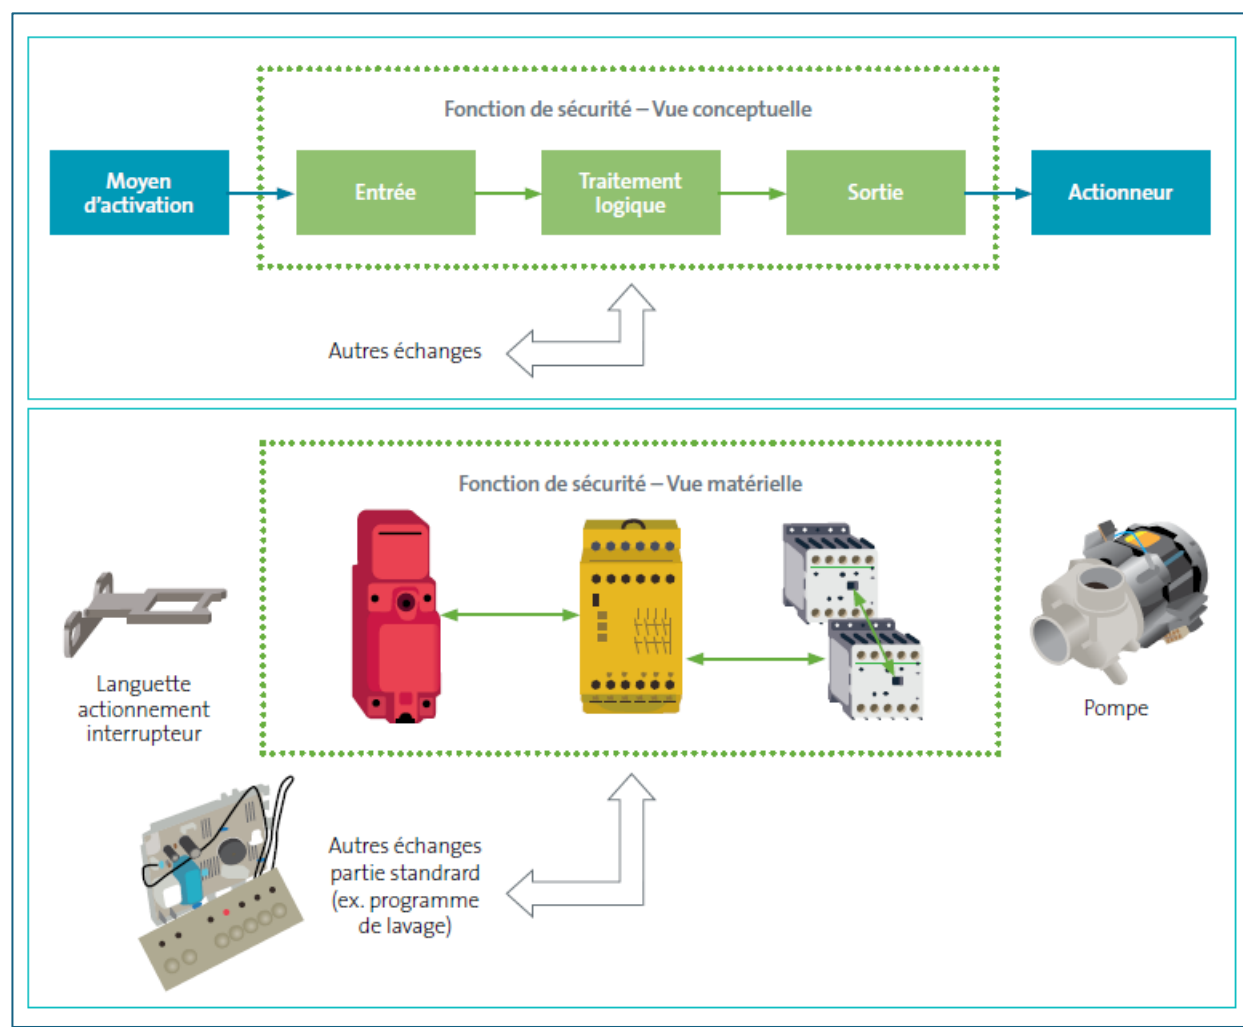 Fonction de sécurité – Vue conceptuelle
Moyen
d'activation
Entrée
Traitement
logique
Sortie
Actionneur
Autres échanges
Fonction de sécurité – Vue matérielle
Languette
actionnement
interrupteur
Pompe
Autres échanges
partie standrard
(ex. programme
de lavage)